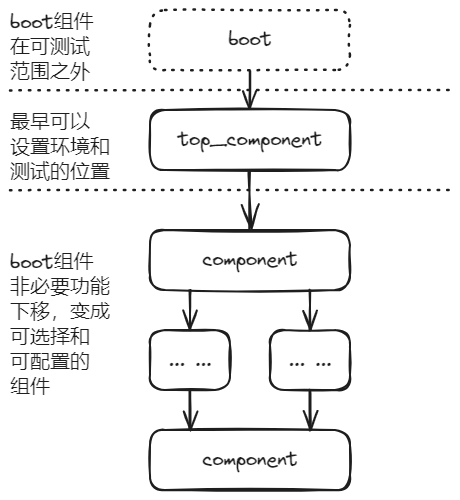 boot组件
在可测试
范围之外
boot
最早可以
设置环境和
测试的位置
top_component
boot组件
非必要功能
下移，变成
可选择和
可配置的
组件
component
... ...
... ...
component